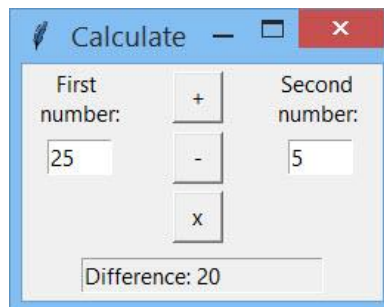 Calculate
First
number:
25
+
-
x
Second
number:
5
Difference: 20